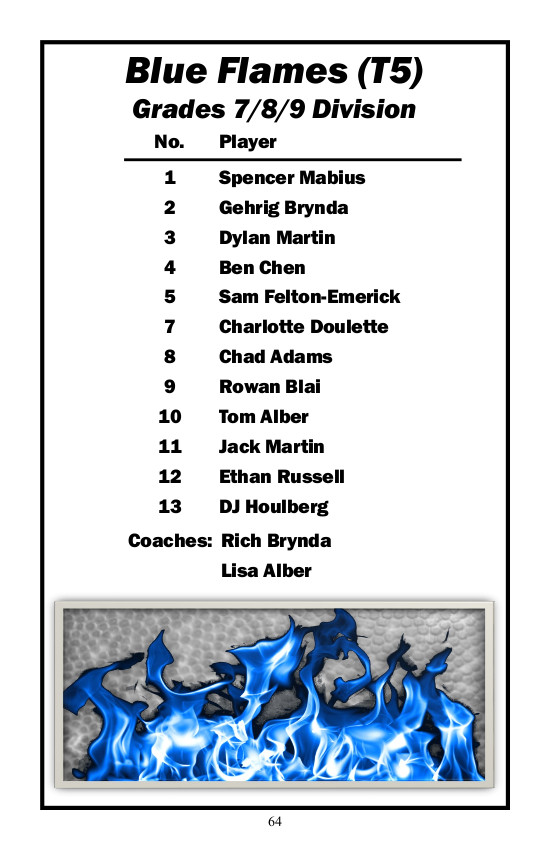 Blue Flames (T5)
Grades 7/8/9 Division
No. Player
1 Spencer Mabius
2 Gehrig Brynda
3 Dylan Martin
4 Ben Chen
5 Sam Felton-Emerick
7 Charlotte Doulette
8 Chad Adams
9 Rowan Blai
10 Tom Alber
11 Jack Martin
12 Ethan Russell
13 DJ Houlberg
Coaches: Rich Brynda
Lisa Alber
64